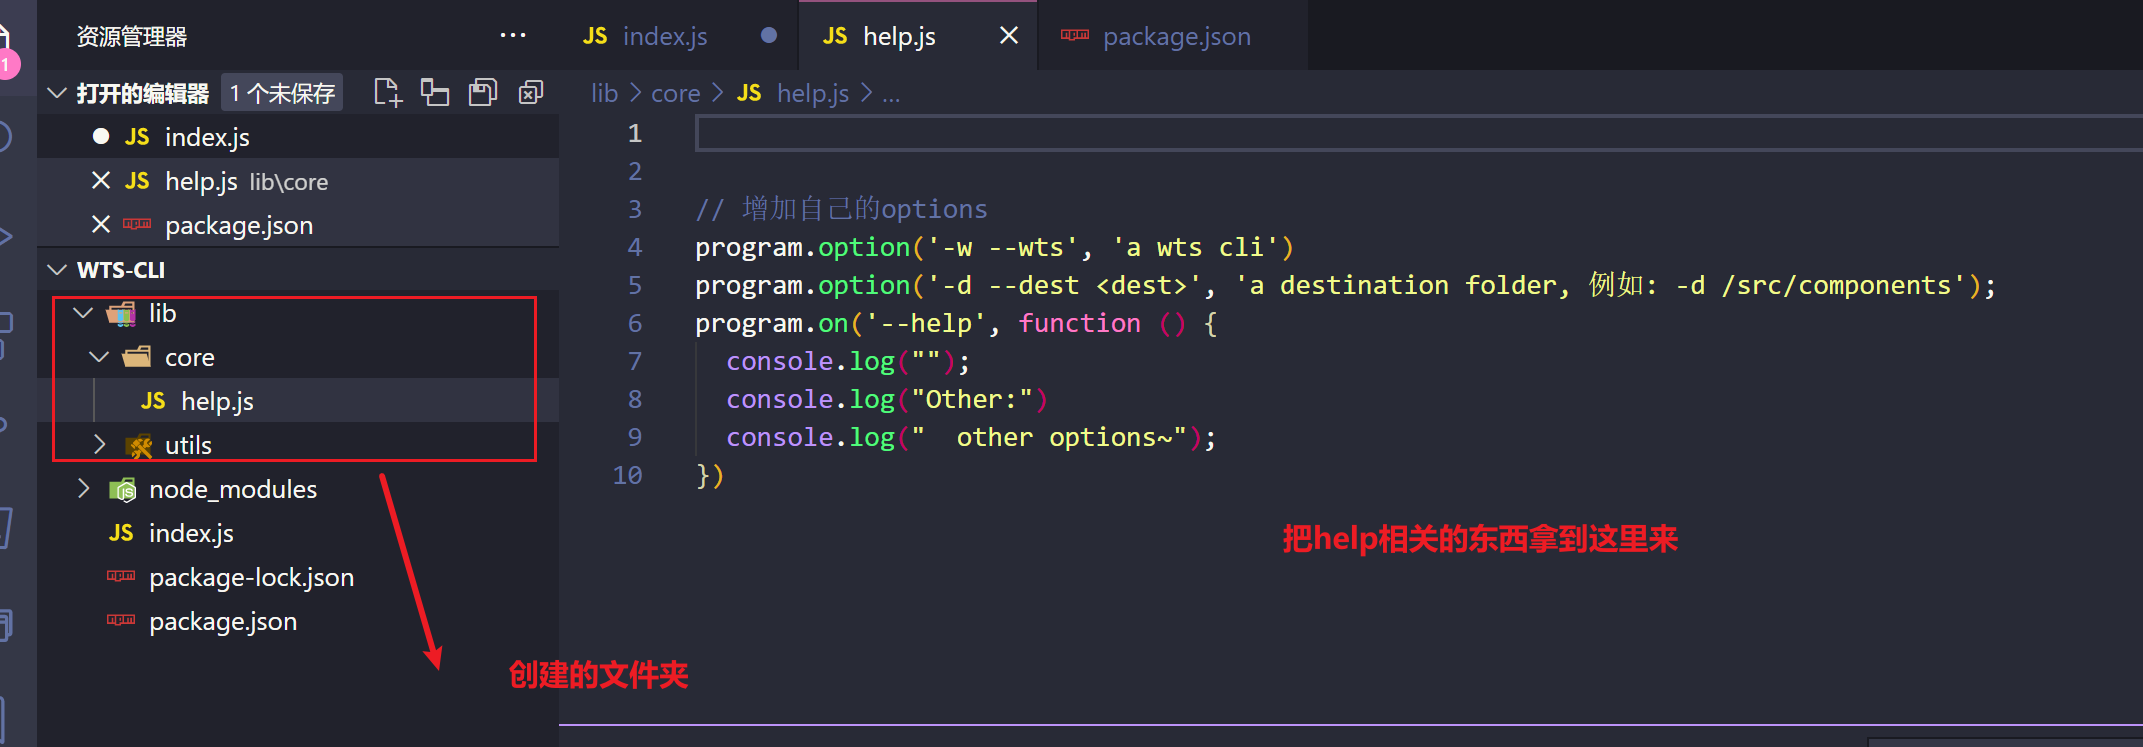 资源管理器 ···
JS index.js
JS help.js
package.json
1
打开的编辑器 1 个未保存
JS index.js
JS help.js lib\core
package.json
WTS-CLI
lib
core
JS help.js
utils
node_modules
JS index.js
package-lock.json
package.json
创建的文件夹
lib > core > JS help.js > ...
1
2
3 // 增加自己的options
4 program.option('-w --wts', 'a wts cli')
5 program.option('-d --dest <dest>', 'a destination folder, 例如: -d /src/components');
6 program.on('--help', function () {
7 console.log("");
8 console.log("Other:")
9 console.log("  other options~");
10 })
把help相关的东西拿到这里来